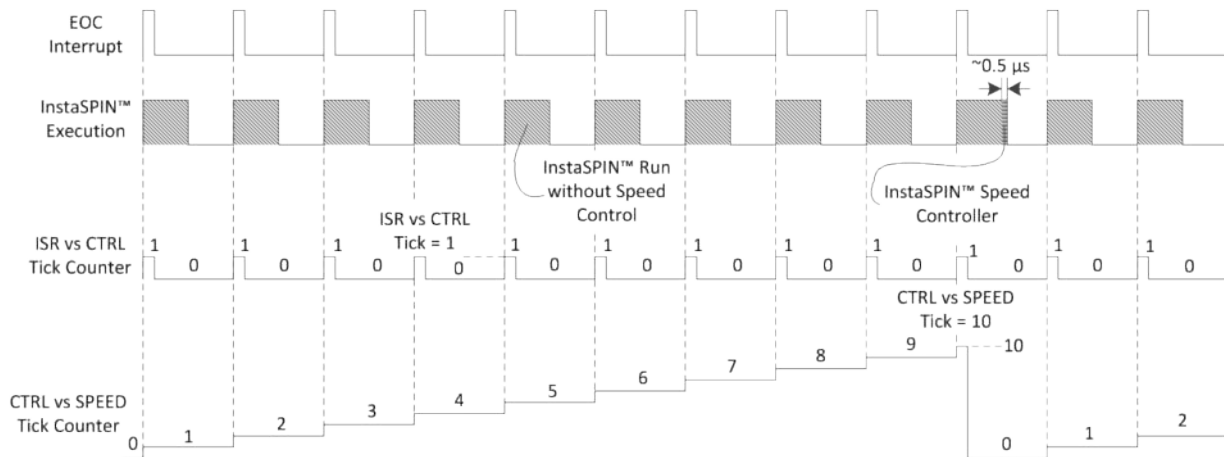 EOC
Interrupt
~0.5 µs
InstaSPIN™
Execution
InstaSPIN™ Run
without Speed
Control
InstaSPIN™ Speed
Controller
ISR vs CTRL
Tick = 1
ISR vs CTRL
Tick Counter
1 0 1 0 1 0 0 1 0 1 0 1 0 1 0 1 0 1 0 1 0 1 0
CTRL vs SPEED
Tick = 10
CTRL vs SPEED
Tick Counter
0 1 2 3 4 5 6 7 8 9 10 0 1 2